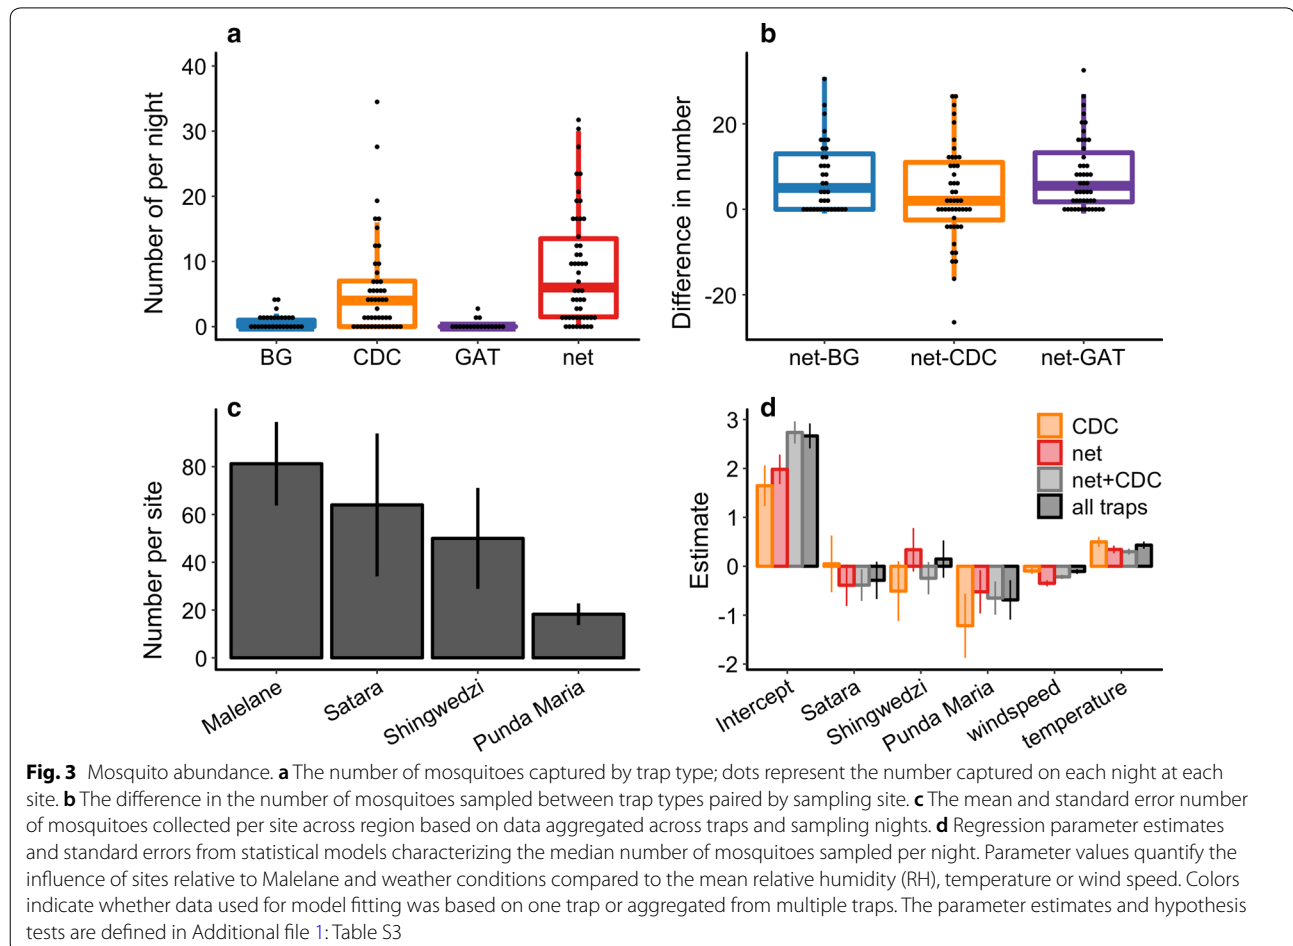 a
Number of per night
40
30
20
10
0
BG CDC GAT net
b
Difference in number
20
0
-20
net-BG net-CDC net-GAT
c
Number per site
80
60
40
20
0
Malelane Satara Shingwedzi Punda Maria
d
Estimate
3
2
1
0
-1
-2
CDC
net
net+CDC
all traps
Intercept Satara Shingwedzi Punda Maria windspeed temperature
Fig. 3 Mosquito abundance. a The number of mosquitoes captured by trap type; dots represent the number captured on each night at each
site. b The difference in the number of mosquitoes sampled between trap types paired by sampling site. c The mean and standard error number
of mosquitoes collected per site across region based on data aggregated across traps and sampling nights. d Regression parameter estimates
and standard errors from statistical models characterizing the median number of mosquitoes sampled per night. Parameter values quantify the
influence of sites relative to Malelane and weather conditions compared to the mean relative humidity (RH), temperature or wind speed. Colors
indicate whether data used for model fitting was based on one trap or aggregated from multiple traps. The parameter estimates and hypothesis
tests are defined in Additional file 1: Table S3